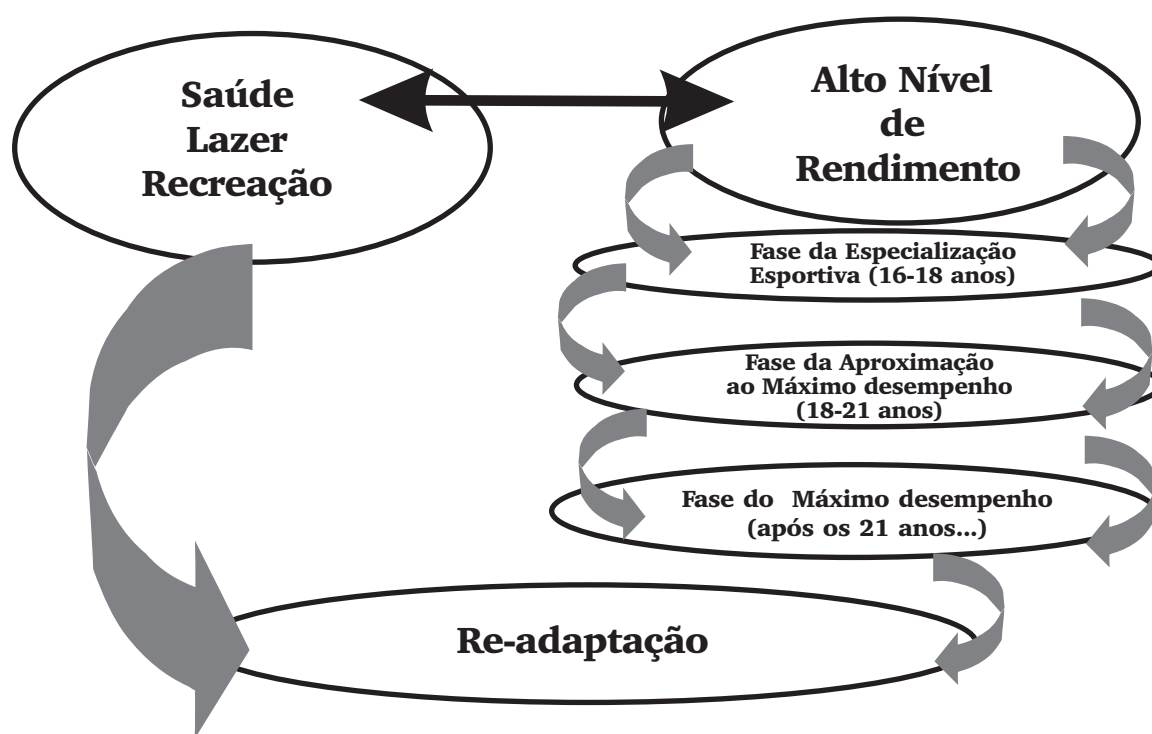 Saúde
Lazer
Recreação
Alto Nível
de
Rendimento
Fase da Especialização
Esportiva (16-18 anos)
Fase da Aproximação
ao Máximo desempenho
(18-21 anos)
Fase do Máximo desempenho
(após os 21 anos...)
Re-adaptação